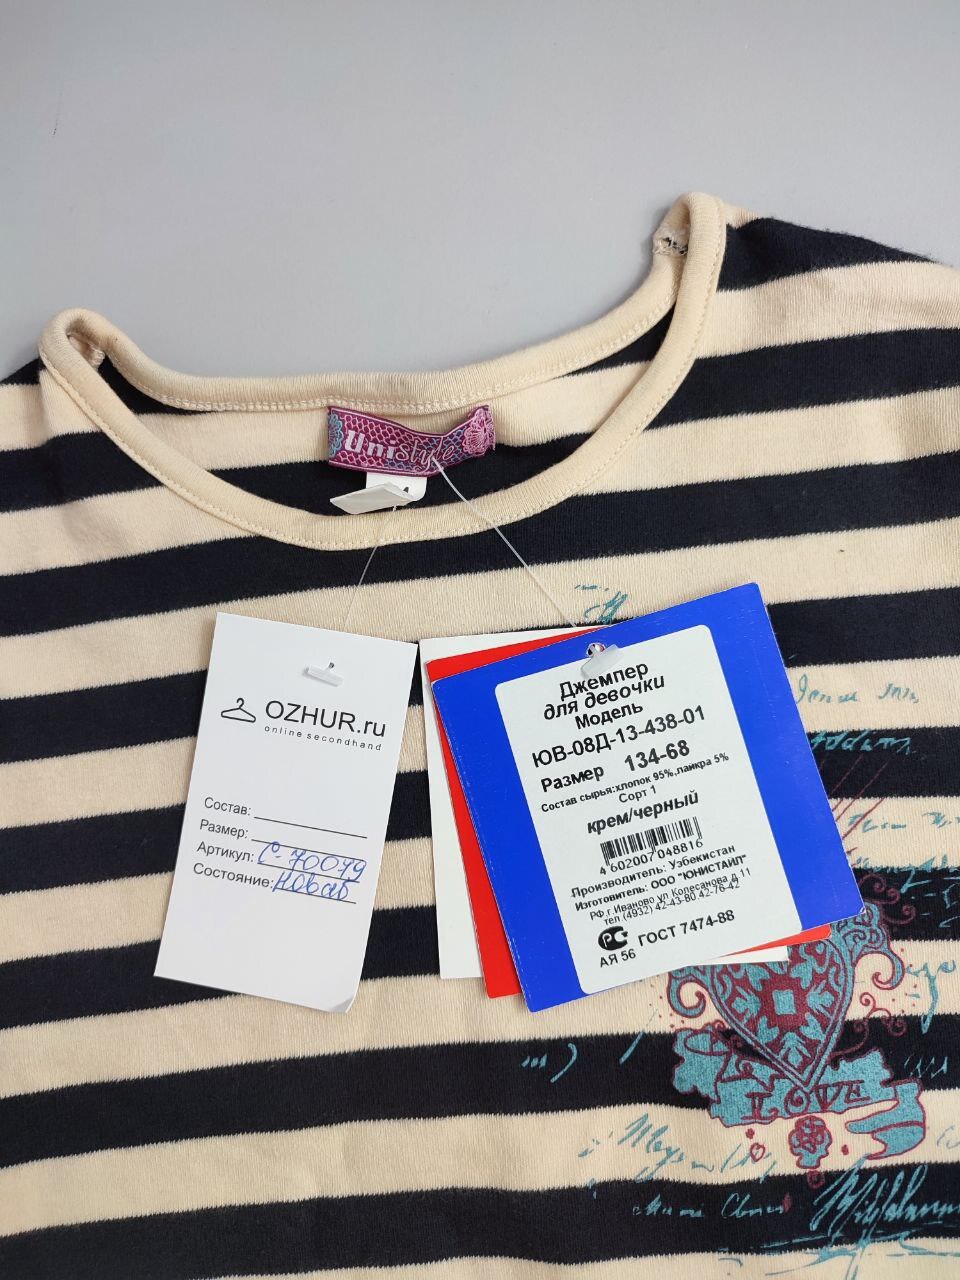 UniStyle
OZHUR.ru
online secondhand
Состав:
Размер:
Артикул: С-70079
Состояние: новая
Джемпер
для девочки
Модель
ЮВ-08Д-13-438-01
Размер 134-68
Состав сырья:хлопок 95%,лайкра 5%
Сорт 1
крем/черный
4 602007 048816
Производитель: Узбекистан
Изготовитель: ООО "ЮНИСТАЙЛ"
РФ,г.Иваново ул Колесанова д 11
тел (4932) 42-43-80,42-76-42
РС ГОСТ 7474-88
АЯ 56
LOVE